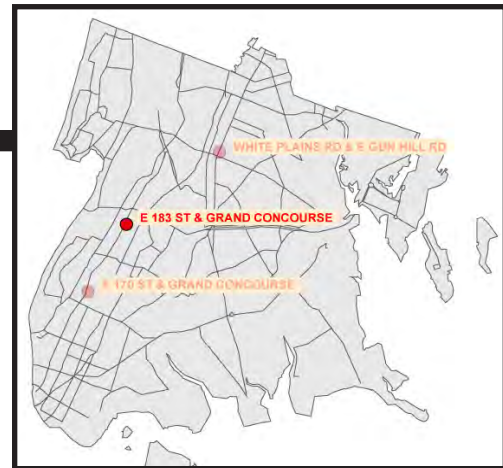 WHITE PLAINS RD & E GUN HILL RD
E 183 ST & GRAND CONCOURSE
E 170 ST & GRAND CONCOURSE